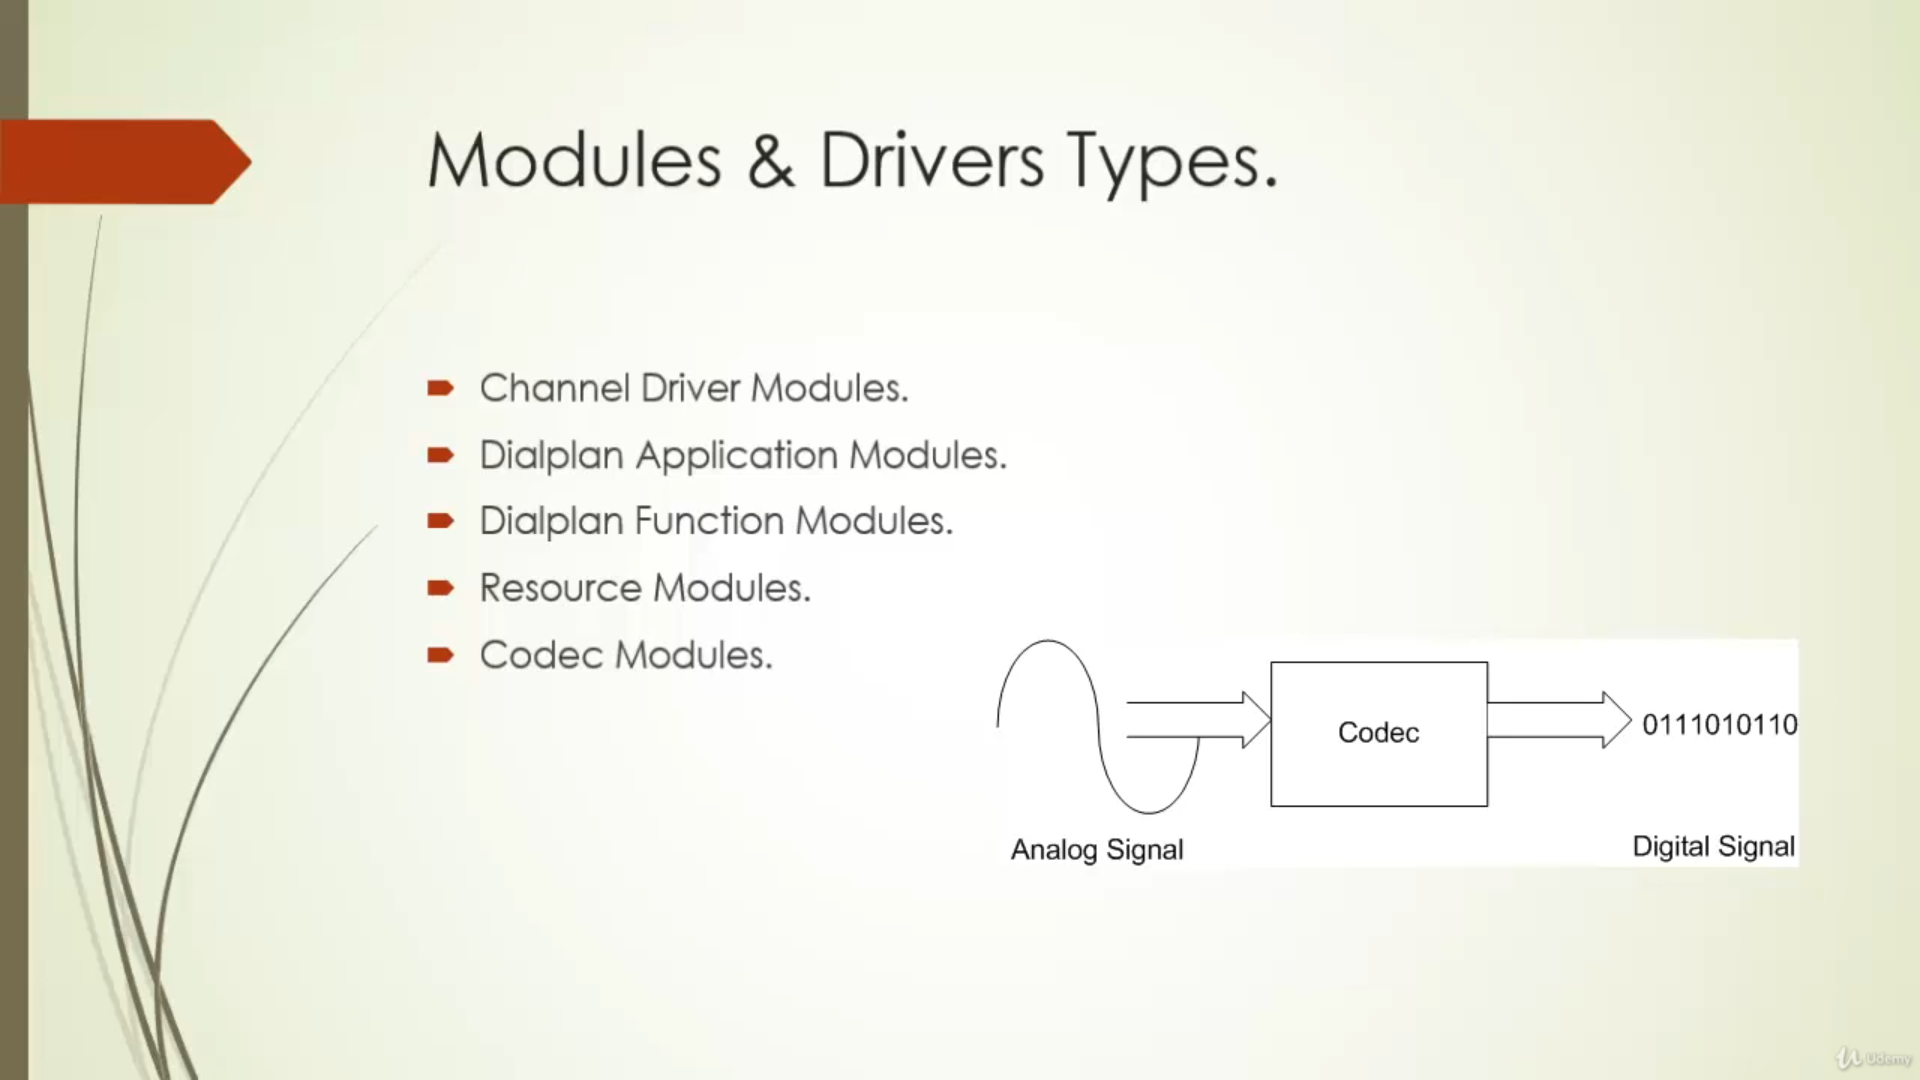 Modules & Drivers Types.
Channel Driver Modules.
Dialplan Application Modules.
Dialplan Function Modules.
Resource Modules.
Codec Modules.
Codec
0111010110
Analog Signal
Digital Signal
Udemy